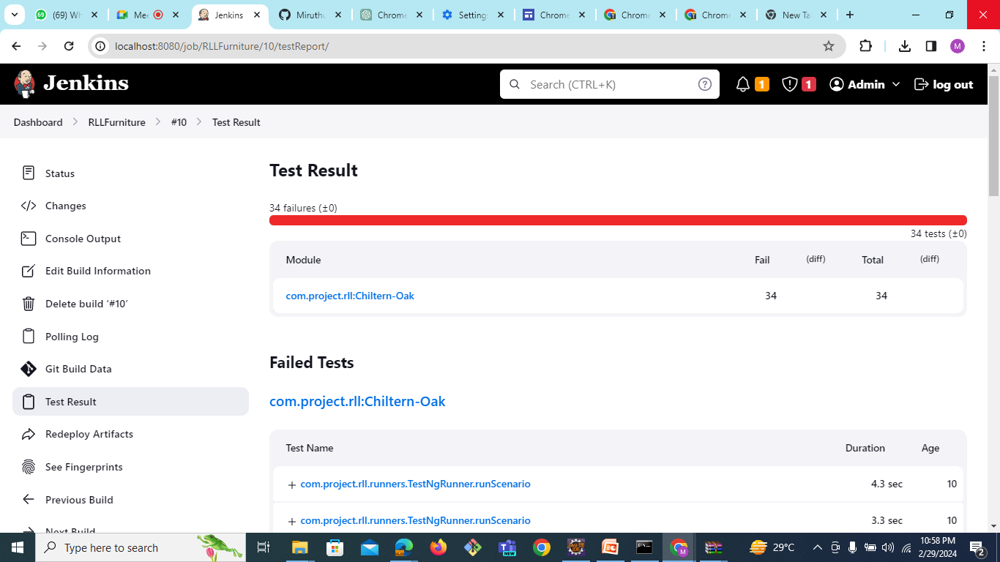 69
(69) Wh
Mee
Jenkins
Miruthu
Chrome
Settings
Chrome
Chrome
Chrome
New Ta
localhost:8080/job/RLLFurniture/10/testReport/
M
Jenkins
Search (CTRL+K)
?
1
1
Admin
log out
Dashboard
RLLFurniture
#10
Test Result
Status
Changes
Console Output
Edit Build Information
Delete build ‘#10’
Polling Log
Git Build Data
Test Result
Redeploy Artifacts
See Fingerprints
Previous Build
Next Build
Test Result
34 failures (±0)
34 tests (±0)
Module Fail (diff) Total (diff)
com.project.rll:Chiltern-Oak 34 34
Failed Tests
com.project.rll:Chiltern-Oak
Test Name Duration Age
+ com.project.rll.runners.TestNgRunner.runScenario 4.3 sec 10
+ com.project.rll.runners.TestNgRunner.runScenario 3.3 sec 10
Type here to search
NEW
29°C
10:58 PM
2/29/2024
2